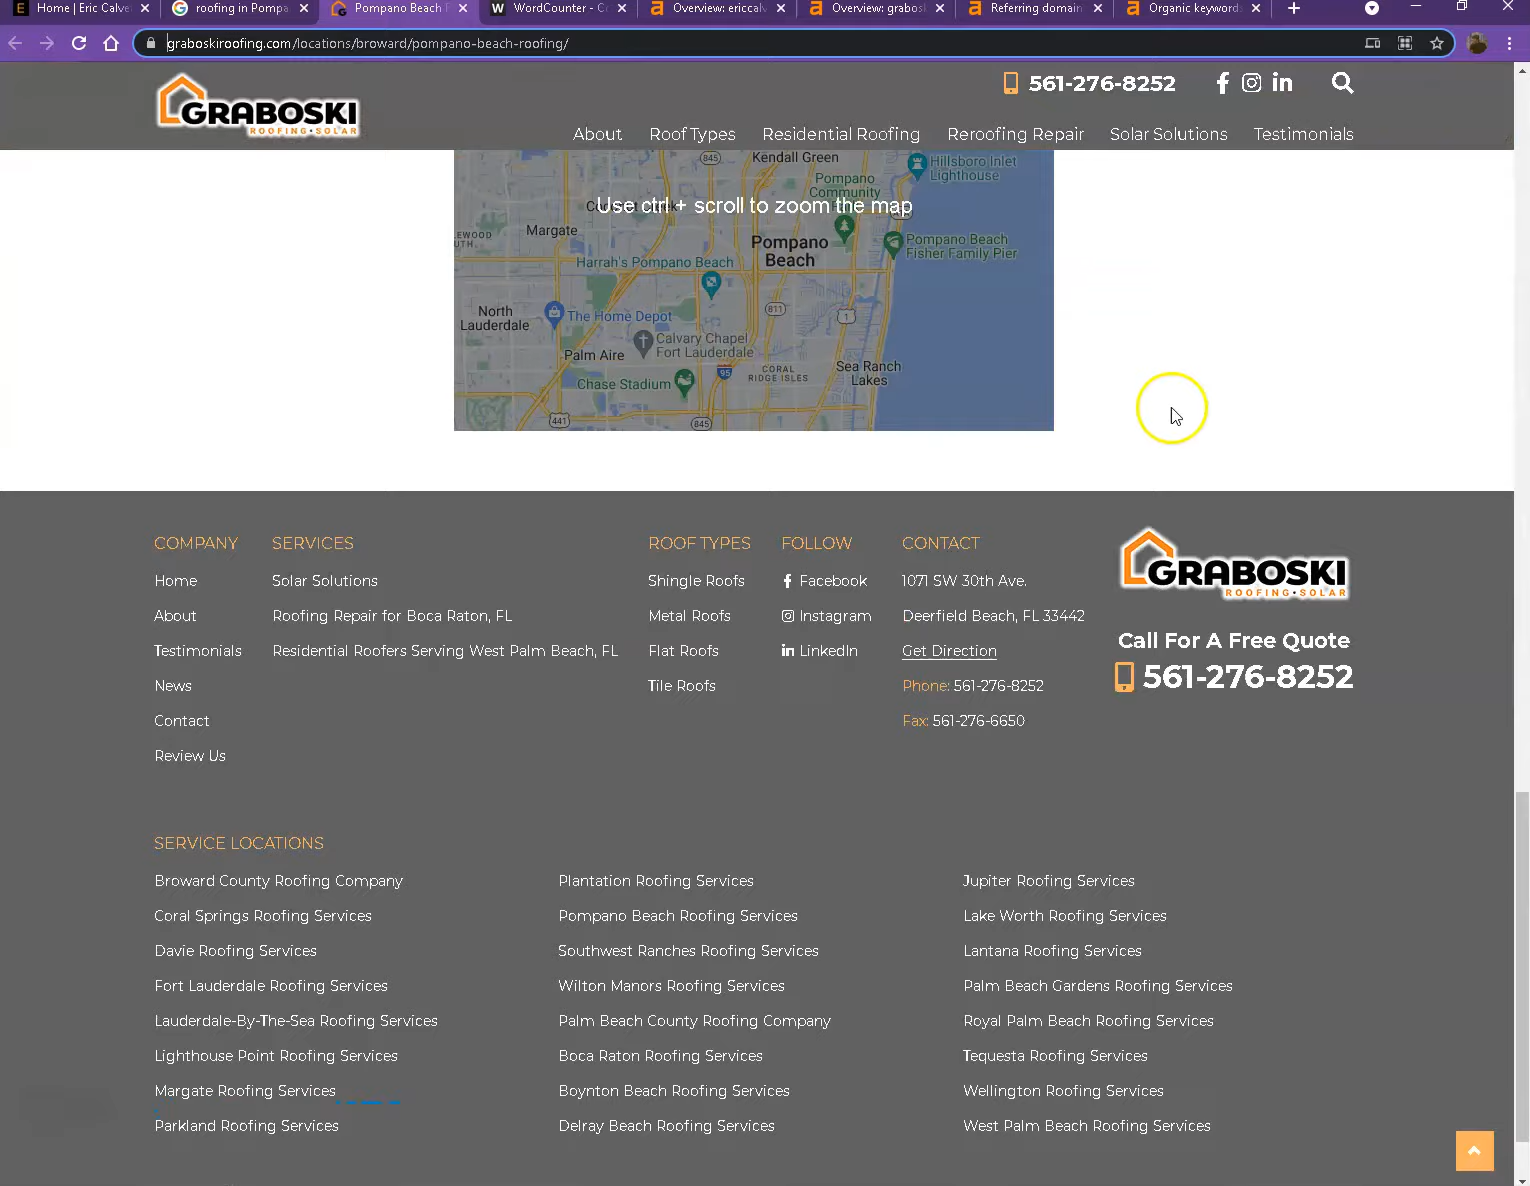 Home | Eric Calve
roofing in Pompa
Pompano Beach R
WordCounter - C
Overview: ericcalv
Overview: grabosk
Referring domain
Organic keyword
graboskiroofing.com/locations/broward/pompano-beach-roofing/
GRABOSKI
ROOFING • SOLAR
561-276-8252
About Roof Types Residential Roofing Reroofing Repair Solar Solutions Testimonials
845
Kendall Green
Hillsboro Inlet
Lighthouse
Pompano
Community
Use ctrl + scroll to zoom the map
Margate
Pompano
Beach
Pompano Beach
Fisher Family Pier
Harrah's Pompano Beach
North
Lauderdale
The Home Depot
811
1
Calvary Chapel
Fort Lauderdale
Palm Aire
Chase Stadium
95
CORAL
RIDGE ISLES
Sea Ranch
Lakes
441
845
COMPANY
Home
About
Testimonials
News
Contact
Review Us
SERVICES
Solar Solutions
Roofing Repair for Boca Raton, FL
Residential Roofers Serving West Palm Beach, FL
ROOF TYPES
Shingle Roofs
Metal Roofs
Flat Roofs
Tile Roofs
FOLLOW
Facebook
Instagram
LinkedIn
CONTACT
1071 SW 30th Ave.
Deerfield Beach, FL 33442
Get Direction
Phone: 561-276-8252
Fax: 561-276-6650
GRABOSKI
ROOFING • SOLAR
Call For A Free Quote
561-276-8252
SERVICE LOCATIONS
Broward County Roofing Company
Coral Springs Roofing Services
Davie Roofing Services
Fort Lauderdale Roofing Services
Lauderdale-By-The-Sea Roofing Services
Lighthouse Point Roofing Services
Margate Roofing Services
Parkland Roofing Services
Plantation Roofing Services
Pompano Beach Roofing Services
Southwest Ranches Roofing Services
Wilton Manors Roofing Services
Palm Beach County Roofing Company
Boca Raton Roofing Services
Boynton Beach Roofing Services
Delray Beach Roofing Services
Jupiter Roofing Services
Lake Worth Roofing Services
Lantana Roofing Services
Palm Beach Gardens Roofing Services
Royal Palm Beach Roofing Services
Tequesta Roofing Services
Wellington Roofing Services
West Palm Beach Roofing Services